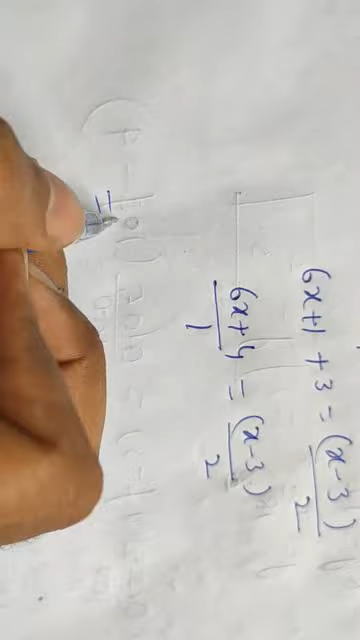 6x+1 + 3 = (x-3)/2
6x+4/1 = (x-3)/2